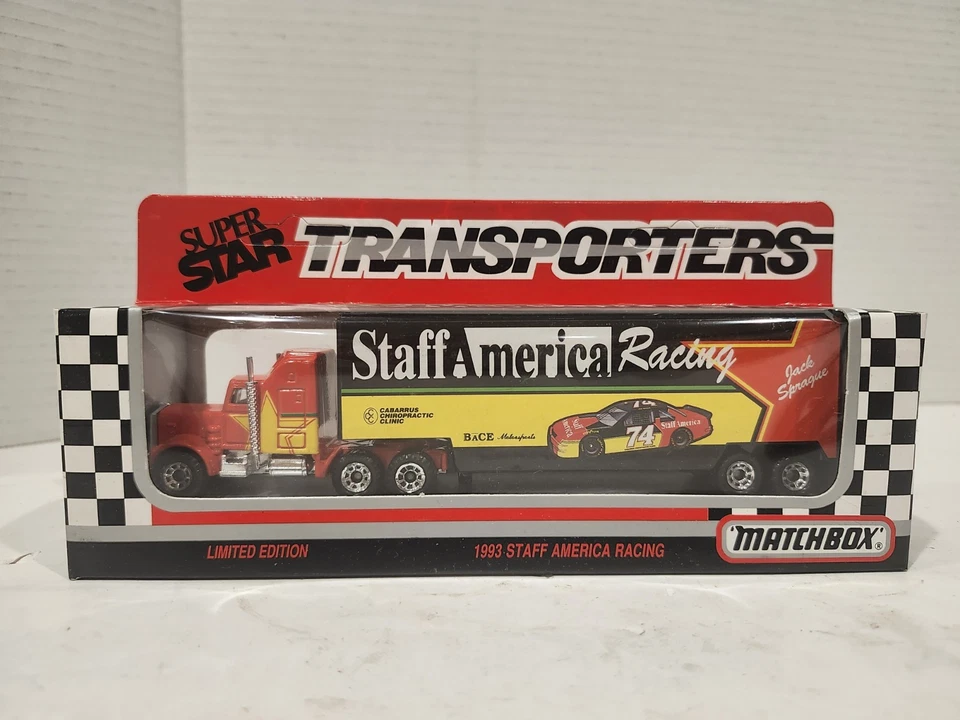 SUPER
STAR TRANSPORTERS
StaffAmerica Racing
Jack
Sprague
CABARRUS
CHIROPRACTIC
CLINIC
BACE Motorsports
74
Staff America
74
LIMITED EDITION
1993 STAFF AMERICA RACING
'MATCHBOX'®